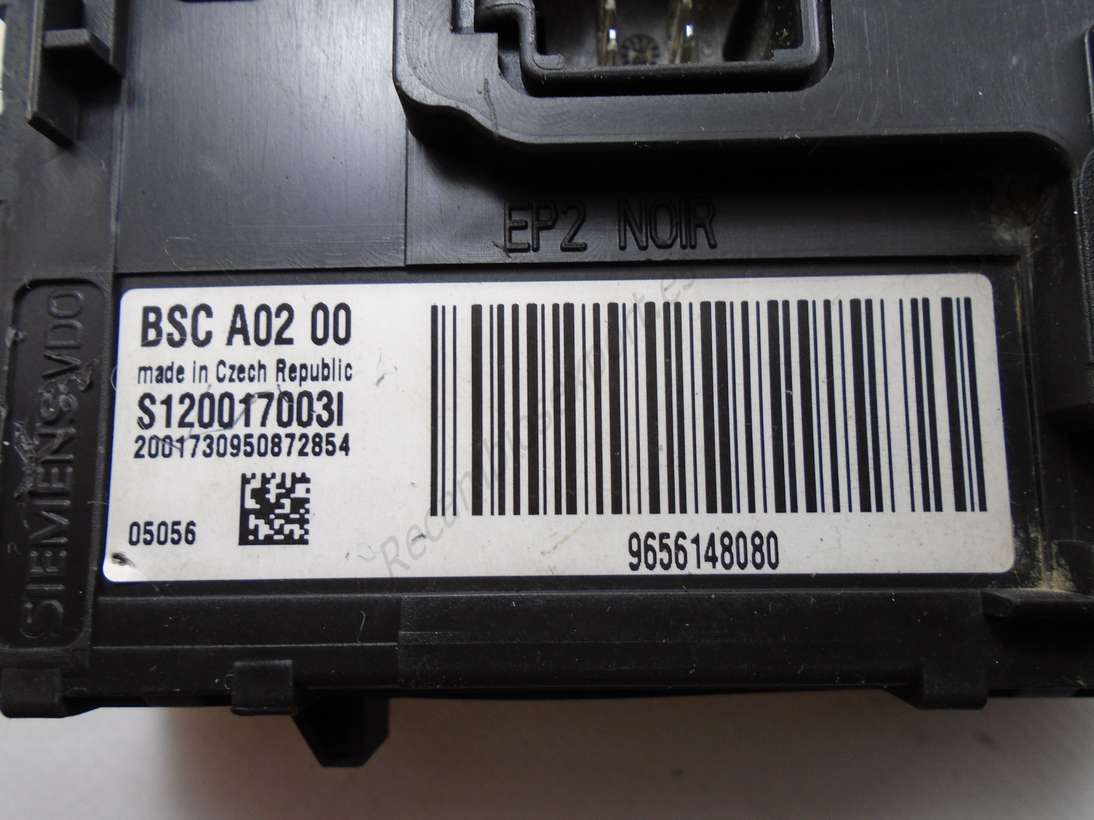 EP2 NOIR
SIEMENS VDO
BSC A02 00
made in Czech Republic
S120017003I
2001730950872854
05056
9656148080